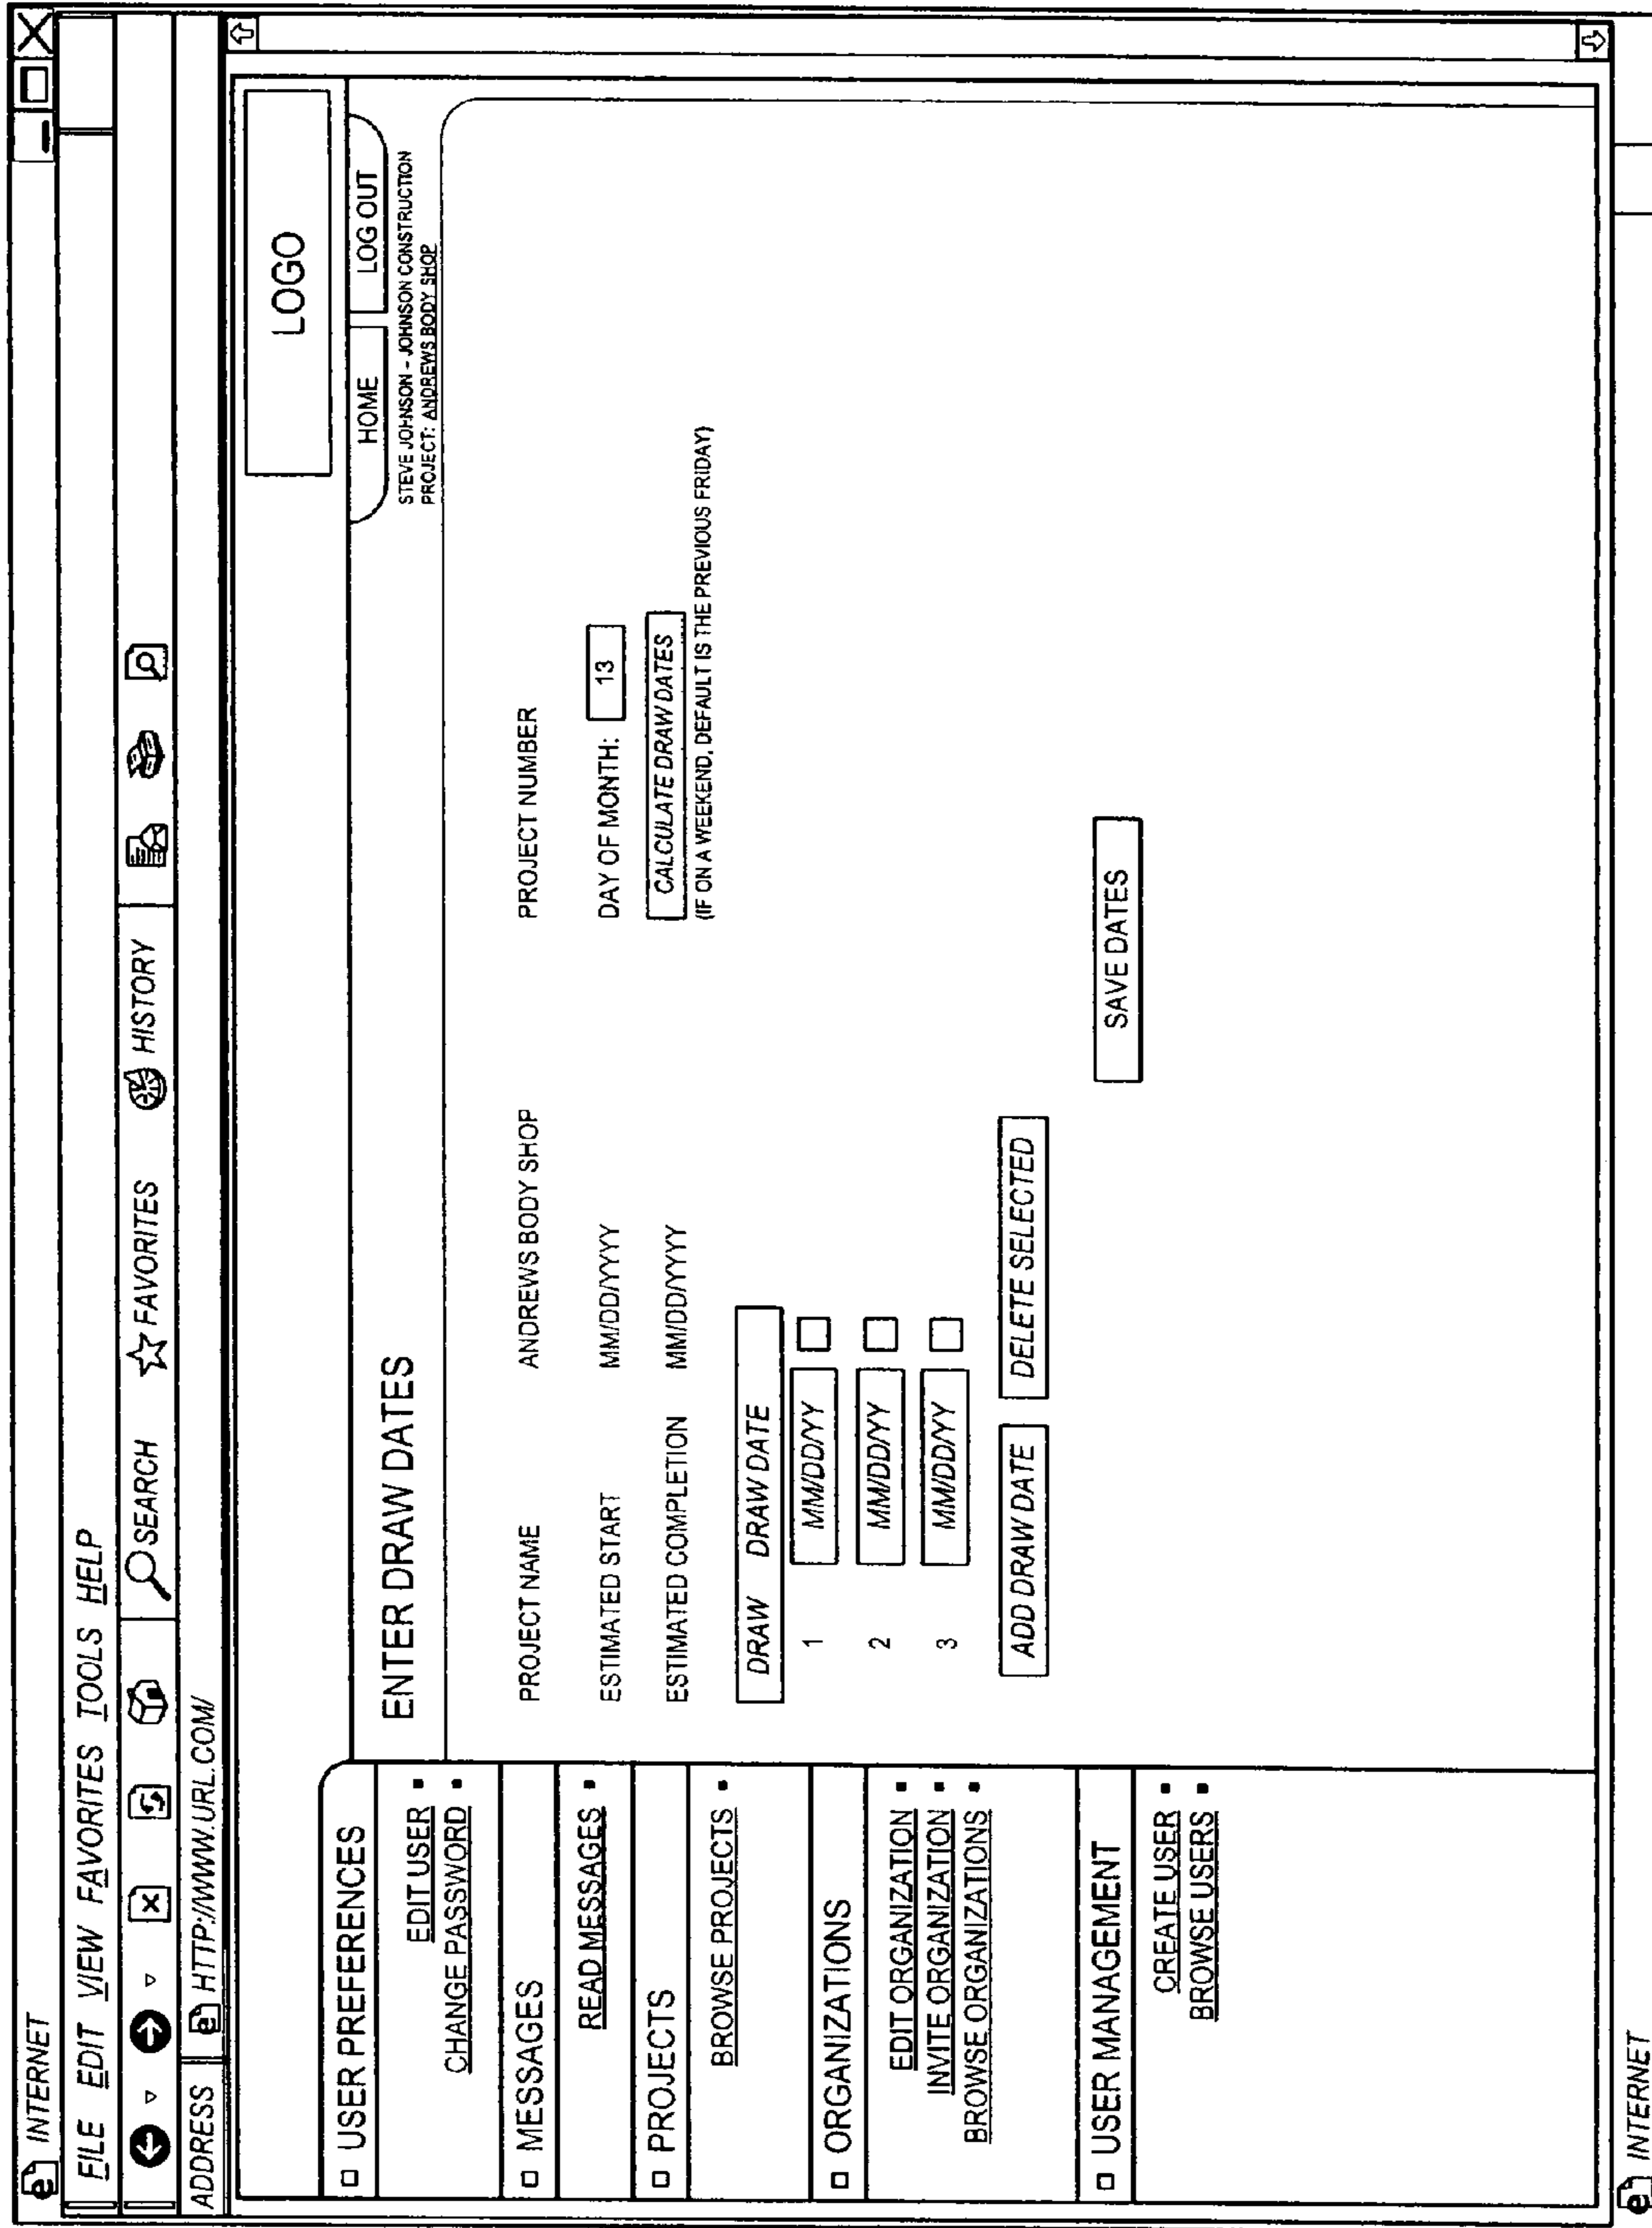 INTERNET
FILE EDIT VIEW FAVORITES TOOLS HELP
SEARCH FAVORITES HISTORY
ADDRESS HTTP://WWW.URL.COM/
LOGO
HOME LOG OUT
STEVE JOHNSON - JOHNSON CONSTRUCTION
PROJECT: ANDREWS BODY SHOP
USER PREFERENCES
EDIT USER
CHANGE PASSWORD
MESSAGES
READ MESSAGES
PROJECTS
BROWSE PROJECTS
ORGANIZATIONS
EDIT ORGANIZATION
INVITE ORGANIZATION
BROWSE ORGANIZATIONS
USER MANAGEMENT
CREATE USER
BROWSE USERS
ENTER DRAW DATES
PROJECT NAME ANDREWS BODY SHOP PROJECT NUMBER
ESTIMATED START MM/DD/YYYY DAY OF MONTH: 13
ESTIMATED COMPLETION MM/DD/YYYY CALCULATE DRAW DATES
(IF ON A WEEKEND, DEFAULT IS THE PREVIOUS FRIDAY)
DRAW DRAW DATE
1 MM/DD/YY
2 MM/DD/YY
3 MM/DD/YY
ADD DRAW DATE DELETE SELECTED
SAVE DATES
INTERNET